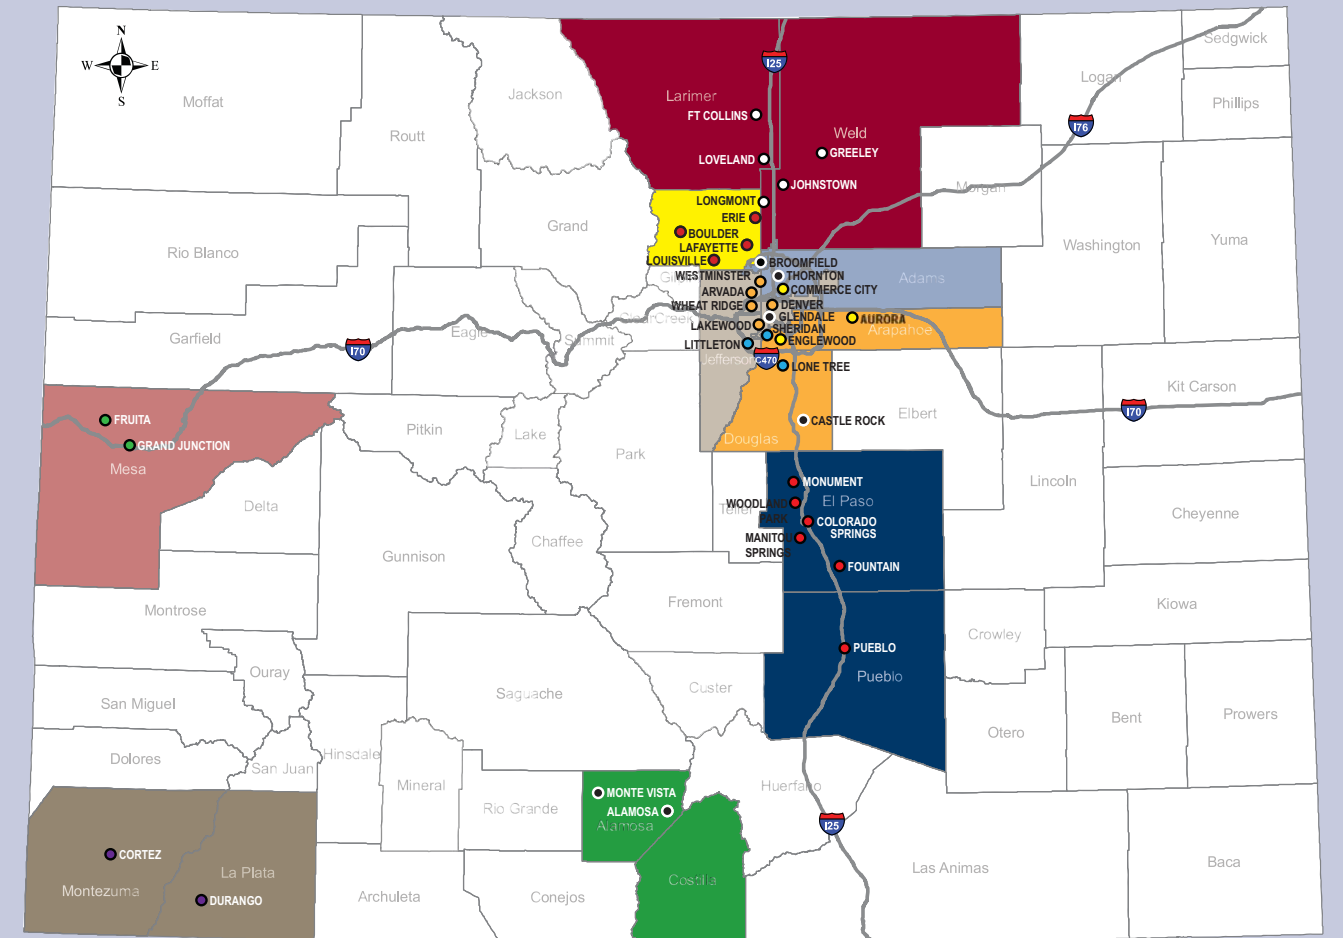 N
W
E
S
Moffat
Routt
Jackson
Larimer
I25
FT COLLINS
LOVELAND
Weld
GREELEY
JOHNSTOWN
Logan
I76
Sedgwick
Phillips
Morgan
Washington
Yuma
Rio Blanco
Grand
LONGMONT
ERIE
BOULDER
LAFAYETTE
LOUISVILLE
BROOMFIELD
WESTMINSTER
THORNTON
Adams
ARVADA
COMMERCE CITY
WHEAT RIDGE
DENVER
ClearCreek
GLENDALE
AURORA
LAKEWOOD
SHERIDAN
Arapahoe
LITTLETON
ENGLEWOOD
Jefferson
C470
LONE TREE
Garfield
I70
Eagle
Summit
Kit Carson
I70
FRUITA
GRAND JUNCTION
Mesa
Pitkin
Lake
Park
CASTLE ROCK
Douglas
Elbert
Lincoln
Cheyenne
Delta
Gunnison
Chaffee
MONUMENT
Teller
WOODLAND
PARK
El Paso
COLORADO
SPRINGS
MANITOU
SPRINGS
FOUNTAIN
Fremont
Montrose
Kiowa
Crowley
Ouray
PUEBLO
Pueblo
Saguache
Custer
San Miguel
Otero
Bent
Prowers
Dolores
San Juan
Hinsdale
Mineral
Rio Grande
MONTE VISTA
ALAMOSA
Alamosa
Huerfano
I25
CORTEZ
La Plata
Montezuma
DURANGO
Archuleta
Conejos
Costilla
Las Animas
Baca